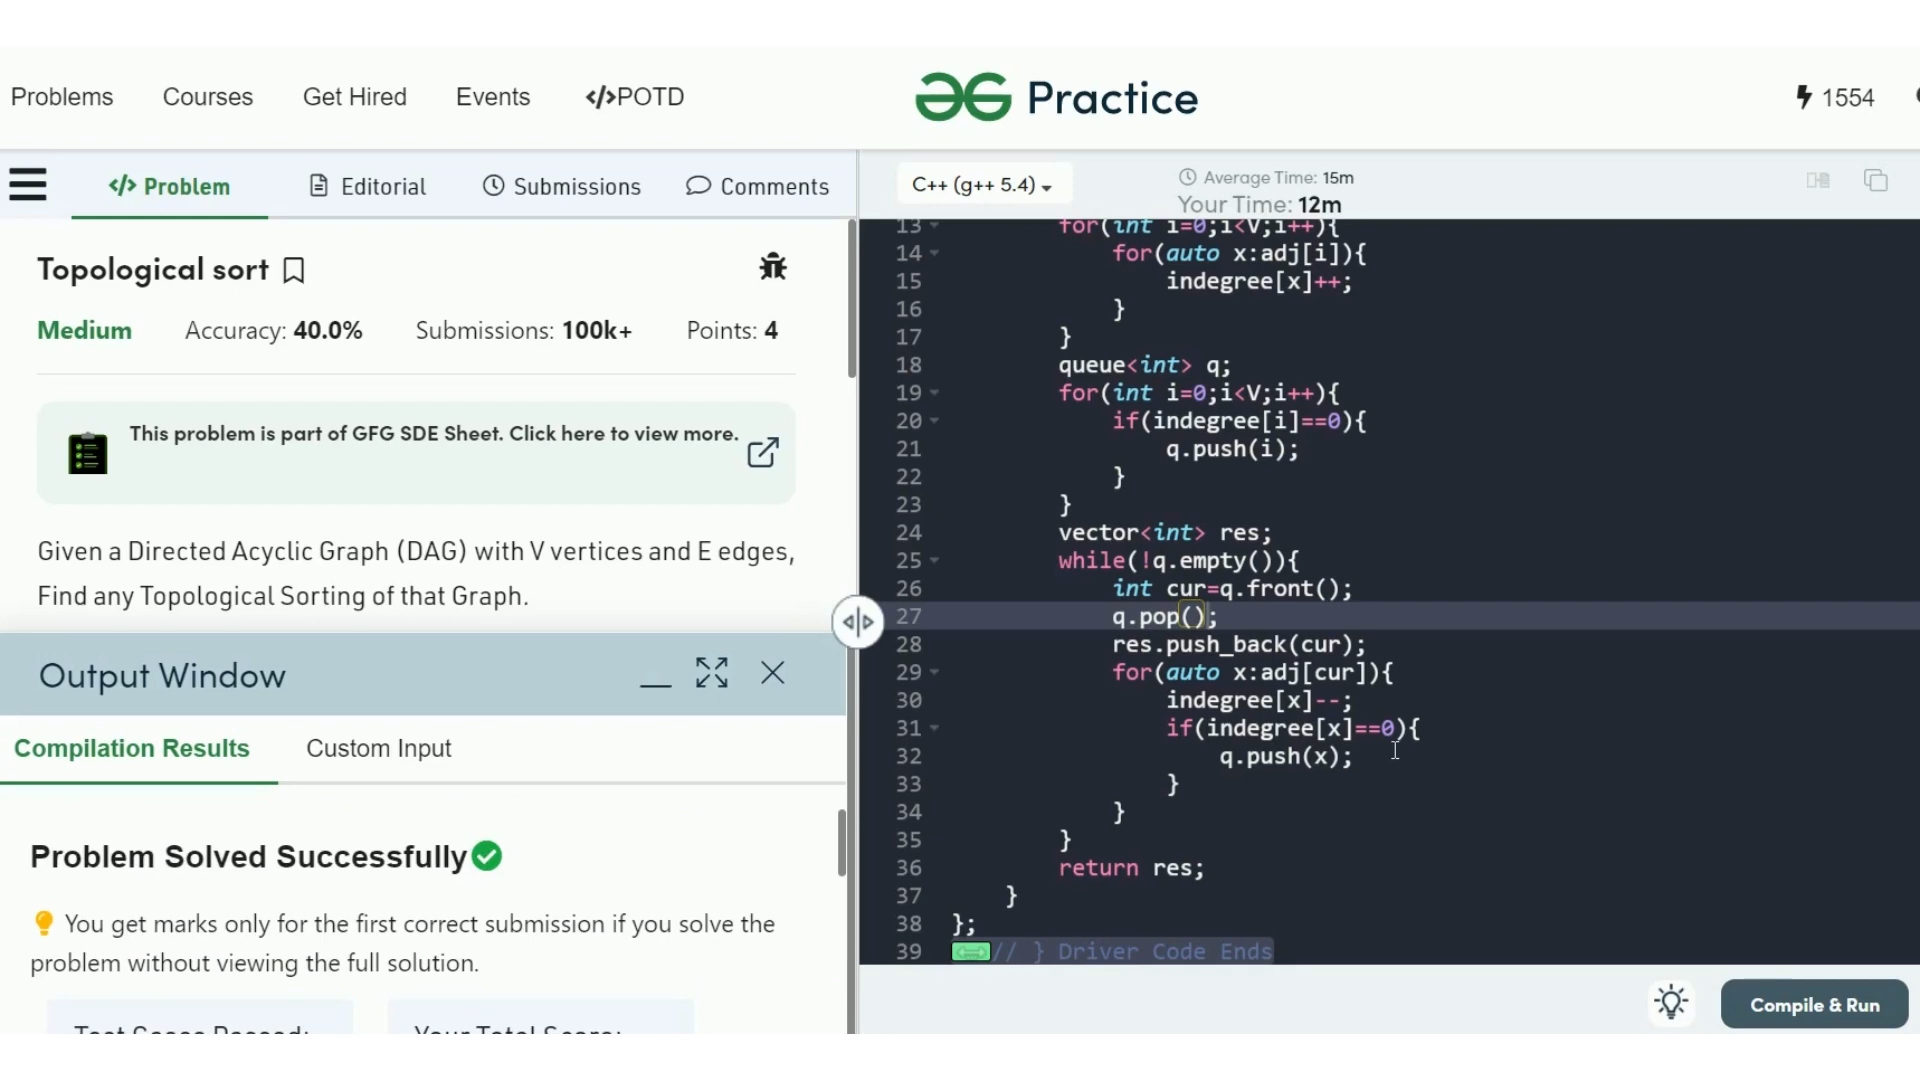 Problems Courses Get Hired Events </>POTD
Practice
1554
</> Problem Editorial Submissions Comments
C++ (g++ 5.4)
Average Time: 15m
Your Time: 12m
Topological sort
Medium Accuracy: 40.0% Submissions: 100k+ Points: 4
This problem is part of GFG SDE Sheet. Click here to view more.
Given a Directed Acyclic Graph (DAG) with V vertices and E edges,
Find any Topological Sorting of that Graph.
Output Window
Compilation Results Custom Input
Problem Solved Successfully
You get marks only for the first correct submission if you solve the
problem without viewing the full solution.
Test Cases Passed: Your Total Score:
13 for(int i=0;i<V;i++){
14 for(auto x:adj[i]){
15 indegree[x]++;
16 }
17 }
18 queue<int> q;
19 for(int i=0;i<V;i++){
20 if(indegree[i]==0){
21 q.push(i);
22 }
23 }
24 vector<int> res;
25 while(!q.empty()){
26 int cur=q.front();
27 q.pop();
28 res.push_back(cur);
29 for(auto x:adj[cur]){
30 indegree[x]--;
31 if(indegree[x]==0){
32 q.push(x);
33 }
34 }
35 }
36 return res;
37 }
38 };
39 // } Driver Code Ends
Compile & Run